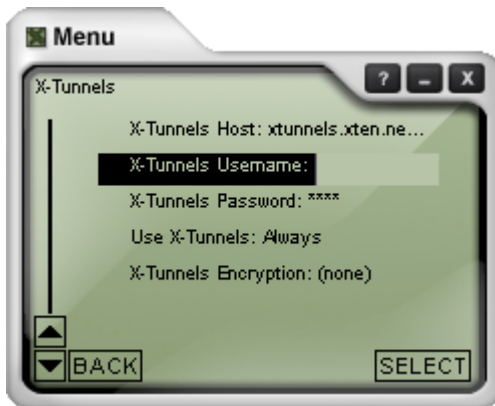 Menu
? – X
X-Tunnels
X-Tunnels Host: xtunnels.xten.ne...
X-Tunnels Username:
X-Tunnels Password: ****
Use X-Tunnels: Always
X-Tunnels Encryption: (none)
BACK SELECT